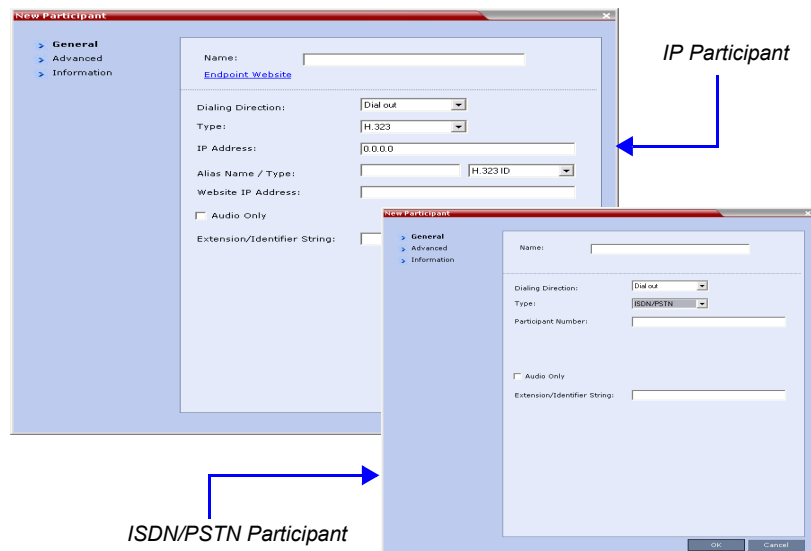 New Participant
General
Advanced
Information
Name:
Endpoint Website
Dialing Direction: Dial out
Type: H.323
IP Address: 0.0.0.0
Alias Name / Type: H.323 ID
Website IP Address:
Audio Only
Extension/Identifier String:
IP Participant
New Participant
General
Advanced
Information
Name:
Dialing Direction: Dial out
Type: ISDN/PSTN
Participant Number:
Audio Only
Extension/Identifier String:
OK Cancel
ISDN/PSTN Participant